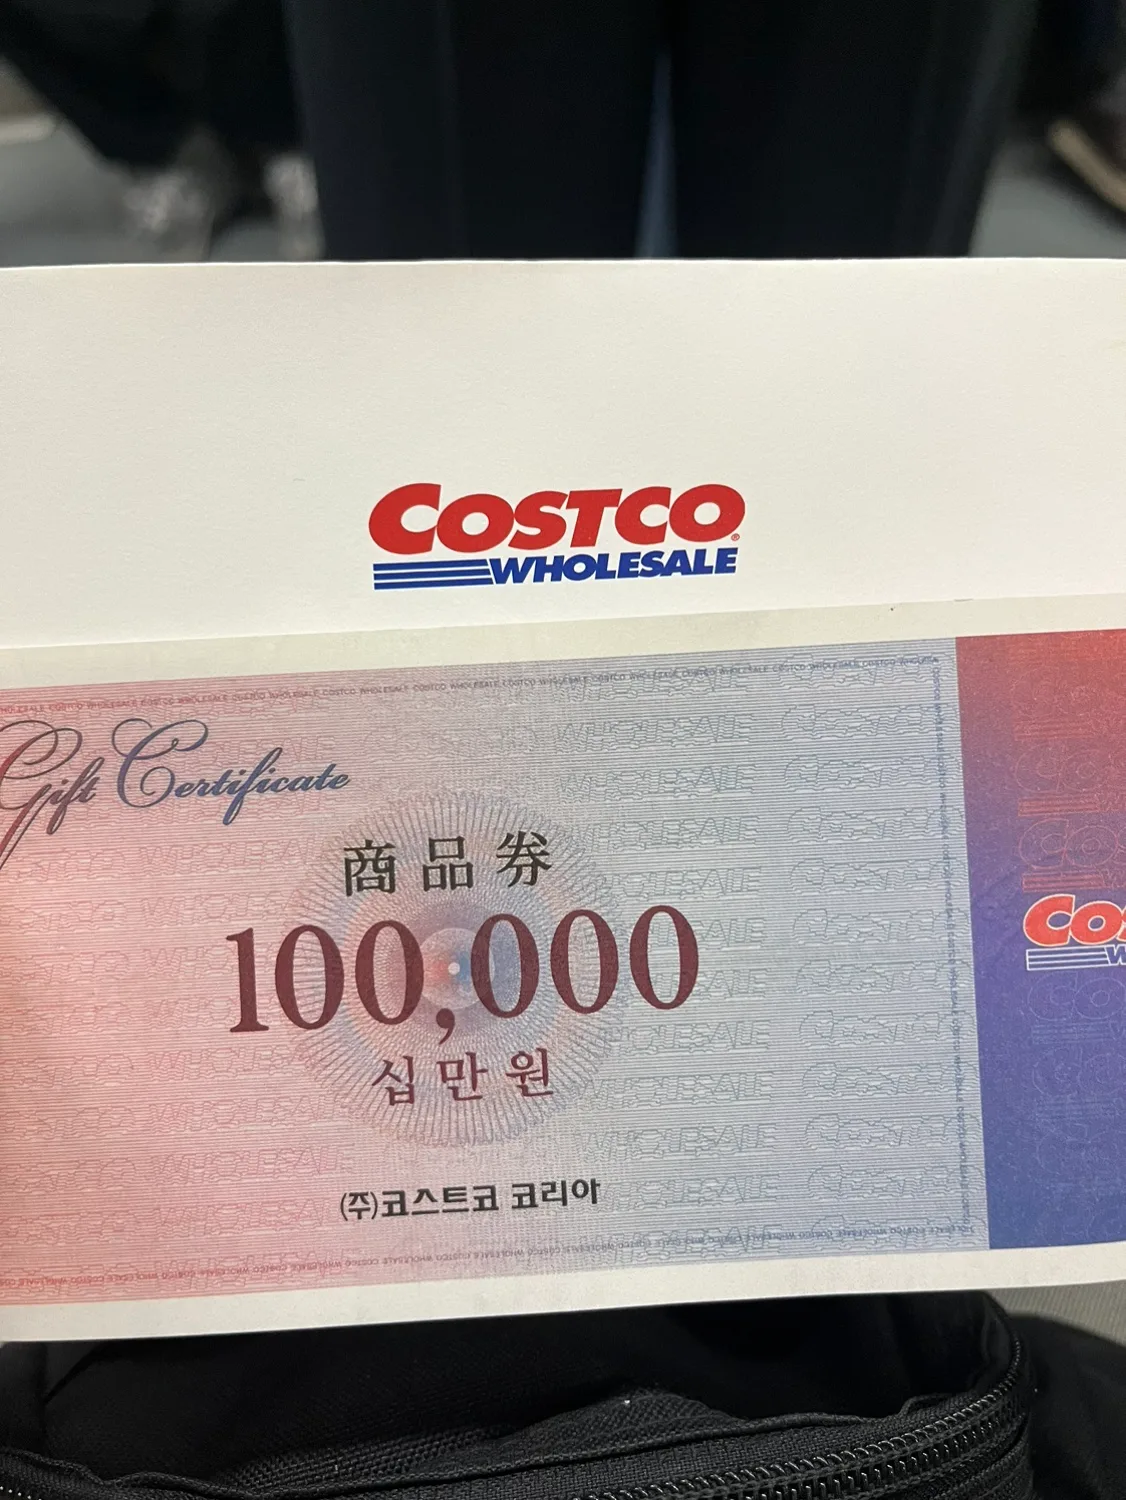 COSTCO
WHOLESALE
Gift Certificate
商品券
100,000
십만원
(주)코스트코 코리아